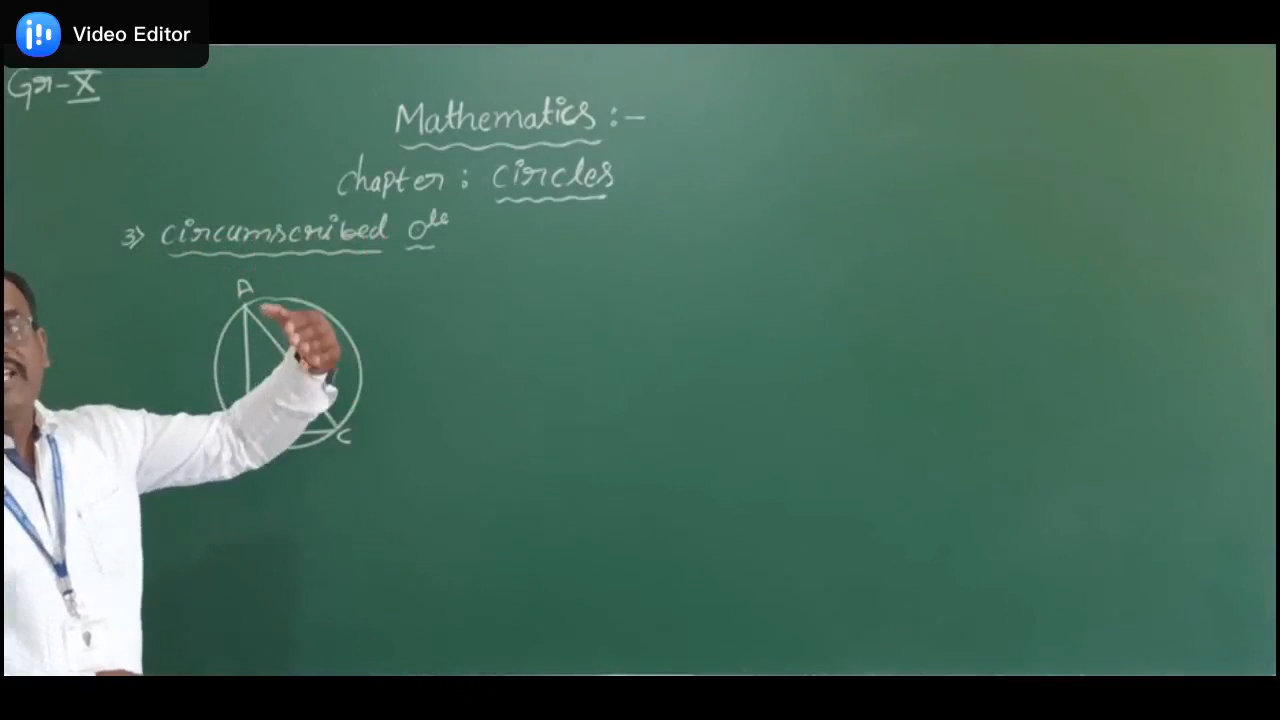 Video Editor
Gr-X
Mathematics :-
chapter : circles
3) circumscribed O^le
A
C